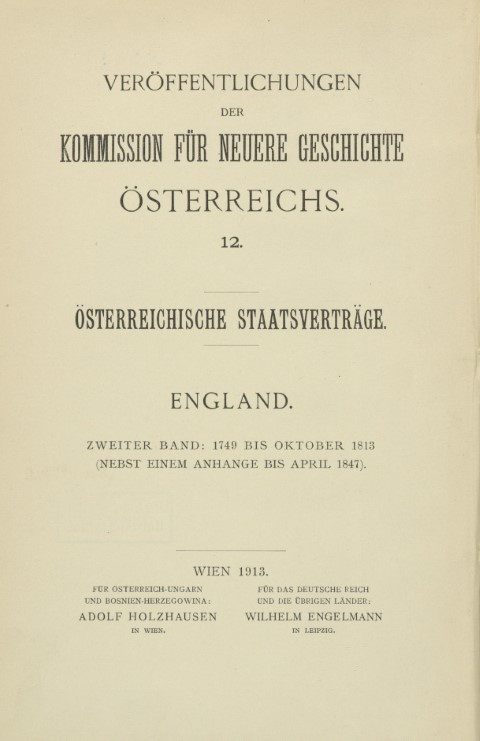 VERÖFFENTLICHUNGEN
DER
KOMMISSION FÜR NEUERE GESCHICHTE
ÖSTERREICHS.
12.
ÖSTERREICHISCHE STAATSVERTRÄGE.
ENGLAND.
ZWEITER BAND: 1749 BIS OKTOBER 1813
(NEBST EINEM ANHANGE BIS APRIL 1847).
WIEN 1913.
FÜR ÖSTERREICH-UNGARN
UND BOSNIEN-HERZEGOWINA:
ADOLF HOLZHAUSEN
IN WIEN.
FÜR DAS DEUTSCHE REICH
UND DIE ÜBRIGEN LÄNDER:
WILHELM ENGELMANN
IN LEIPZIG.